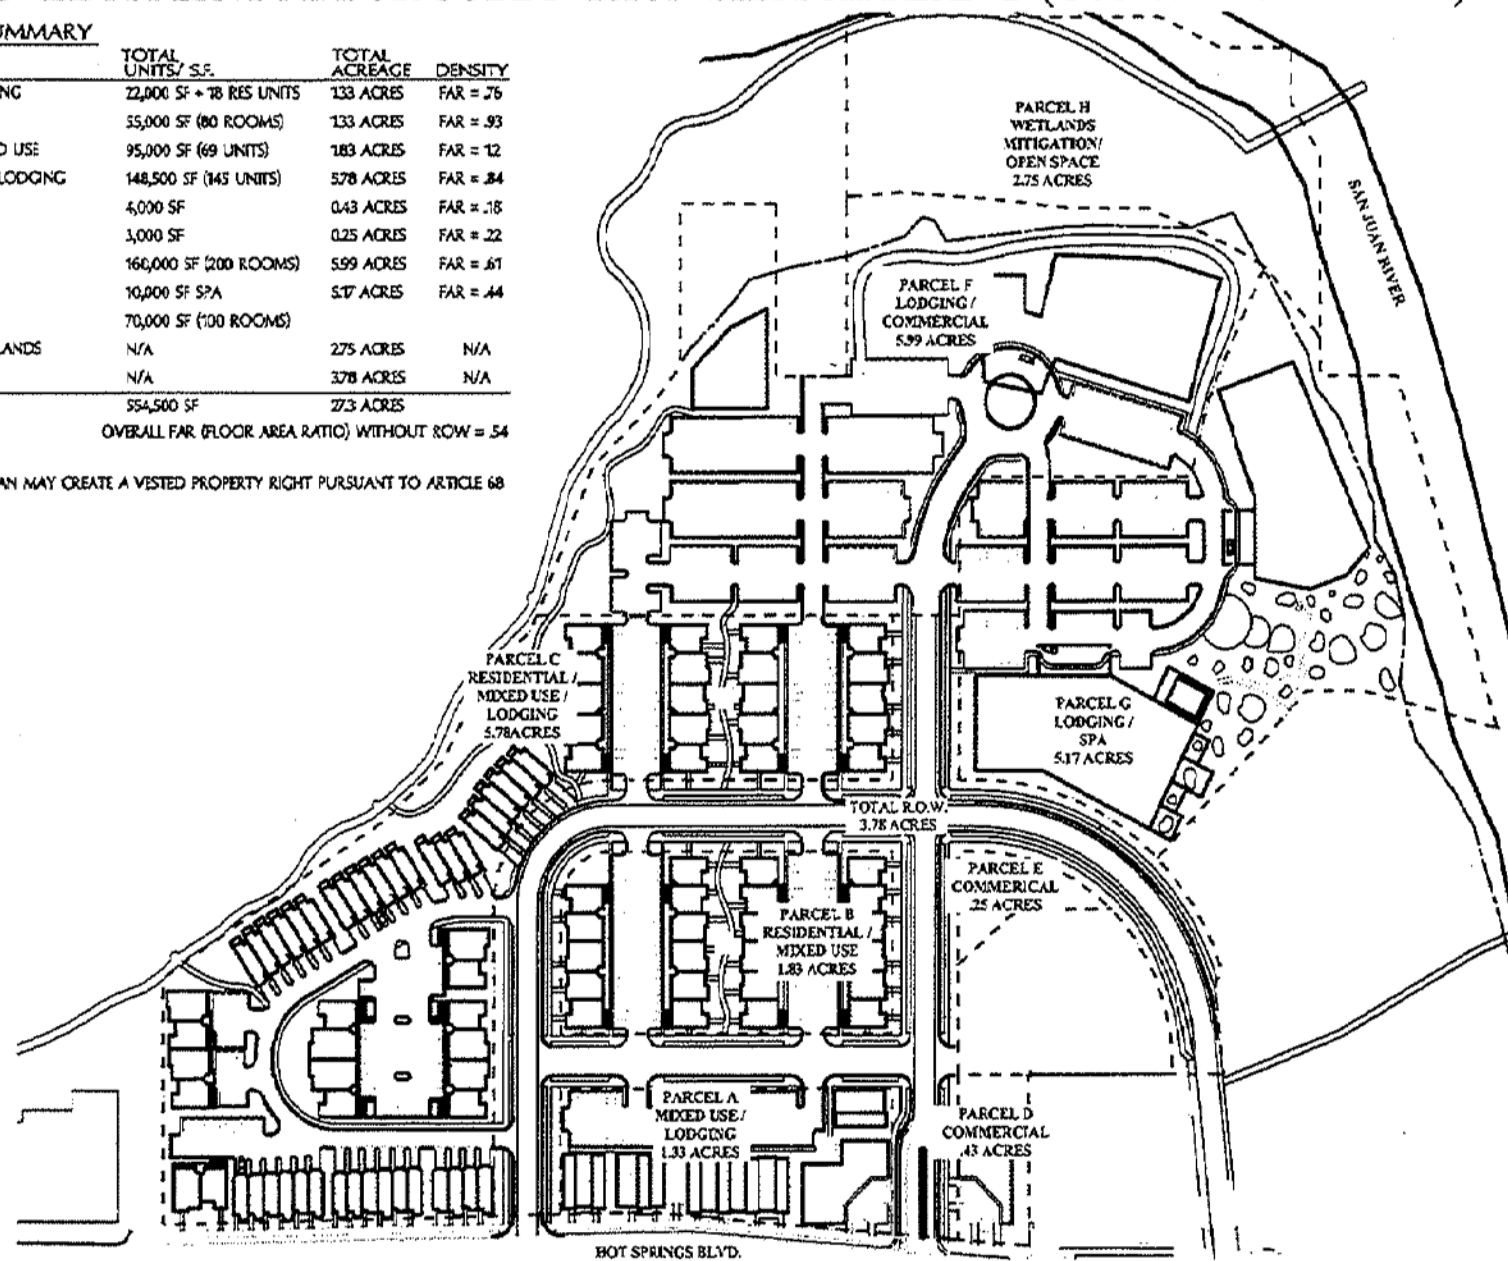 UMMARY
TOTAL UNITS/ S.F. TOTAL ACREAGE DENSITY
NG 22,000 SF + 18 RES UNITS 1.33 ACRES FAR = .76
55,000 SF (80 ROOMS) 1.33 ACRES FAR = .93
D USE 95,000 SF (69 UNITS) 1.83 ACRES FAR = 1.2
LODGING 148,500 SF (145 UNITS) 5.78 ACRES FAR = .84
4,000 SF 0.43 ACRES FAR = .18
3,000 SF 0.25 ACRES FAR = .22
160,000 SF (200 ROOMS) 5.99 ACRES FAR = .61
10,000 SF SPA 5.17 ACRES FAR = .44
70,000 SF (100 ROOMS)
LANDS N/A 2.75 ACRES N/A
N/A 3.78 ACRES N/A
554,500 SF 27.3 ACRES
OVERALL FAR (FLOOR AREA RATIO) WITHOUT ROW = .54
AN MAY CREATE A VESTED PROPERTY RIGHT PURSUANT TO ARTICLE 68
PARCEL H
WETLANDS
MITIGATION/
OPEN SPACE
2.75 ACRES
SAN JUAN RIVER
PARCEL F
LODGING /
COMMERCIAL
5.99 ACRES
PARCEL C
RESIDENTIAL /
MIXED USE /
LODGING
5.78ACRES
PARCEL G
LODGING /
SPA
5.17 ACRES
TOTAL R.O.W.
3.78 ACRES
PARCEL E
COMMERICAL
.25 ACRES
PARCEL B
RESIDENTIAL /
MIXED USE
1.83 ACRES
PARCEL A
MIXED USE /
LODGING
1.33 ACRES
PARCEL D
COMMERCIAL
.43 ACRES
HOT SPRINGS BLVD.